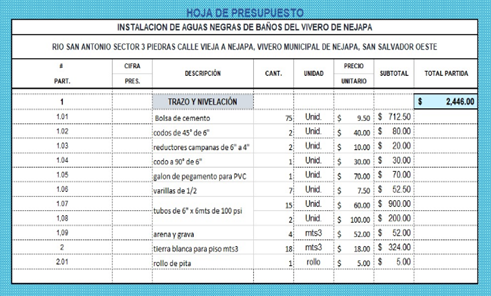 HOJA DE PRESUPUESTO
INSTALACION DE AGUAS NEGRAS DE BAÑOS DEL VIVERO DE NEJAPA
RIO SAN ANTONIO SECTOR 3 PIEDRAS CALLE VIEJA A NEJAPA, VIVERO MUNICIPAL DE NEJAPA, SAN SALVADOR OESTE
# PART. CIFRA PRES. DESCRIPCIÓN CANT. UNIDAD PRECIO UNITARIO SUBTOTAL TOTAL PARTIDA
1 TRAZO Y NIVELACIÓN $ 2,446.00
1.01 Bolsa de cemento 75 Unid. $ 9.50 $ 712.50
1.02 codos de 45° de 6" 2 Unid. $ 40.00 $ 80.00
1.03 reductores campanas de 6" a 4" 2 Unid. $ 10.00 $ 20.00
1.04 codo a 90° de 6" 1 Unid. $ 30.00 $ 30.00
1.05 galon de pegamento para PVC 1 Unid. $ 70.00 $ 70.00
1.06 varillas de 1/2 7 Unid. $ 7.50 $ 52.50
1.07 tubos de 6" x 6mts de 100 psi 15 Unid. $ 60.00 $ 900.00
1,08 2 Unid. $ 100.00 $ 200.00
1,09 arena y grava 4 mts3 $ 52.00 $ 52.00
2 tierra blanca para piso mts3 18 mts3 $ 18.00 $ 324.00
2.01 rollo de pita 1 rollo $ 5.00 $ 5.00